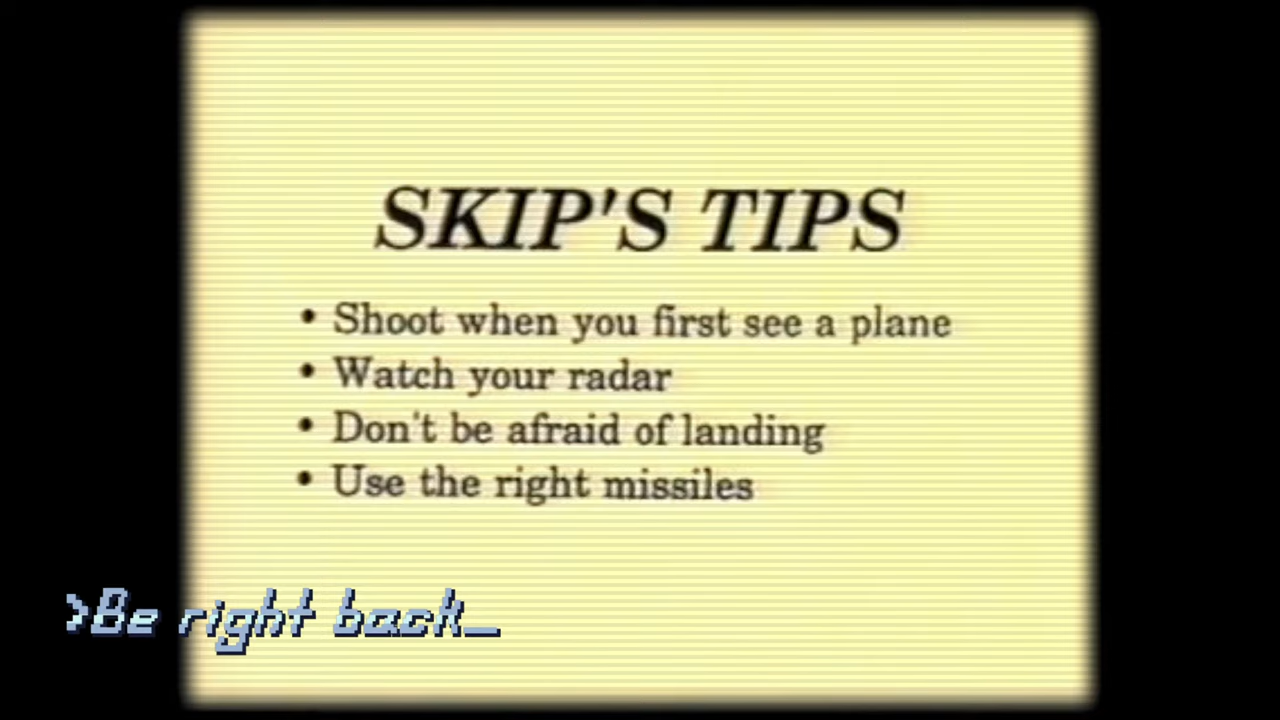 SKIP'S TIPS
• Shoot when you first see a plane
• Watch your radar
• Don't be afraid of landing
• Use the right missiles
>Be right back_